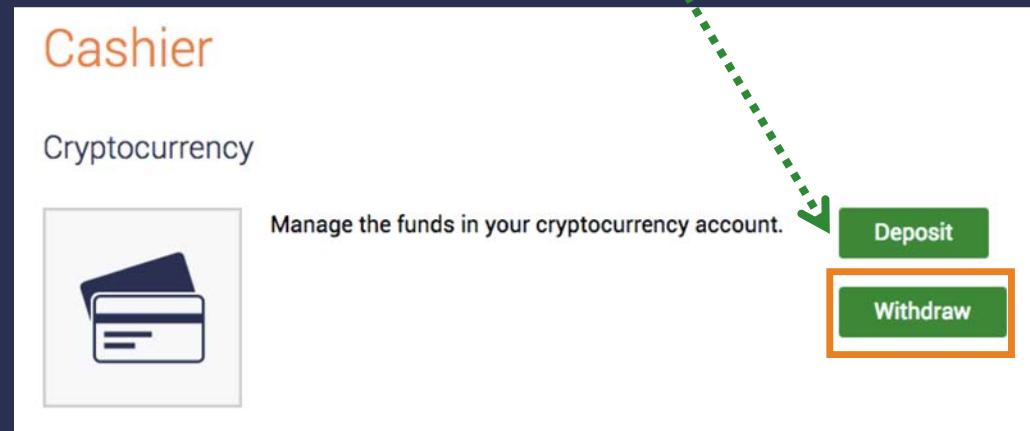 Cashier
Cryptocurrency
Manage the funds in your cryptocurrency account.
Deposit
Withdraw